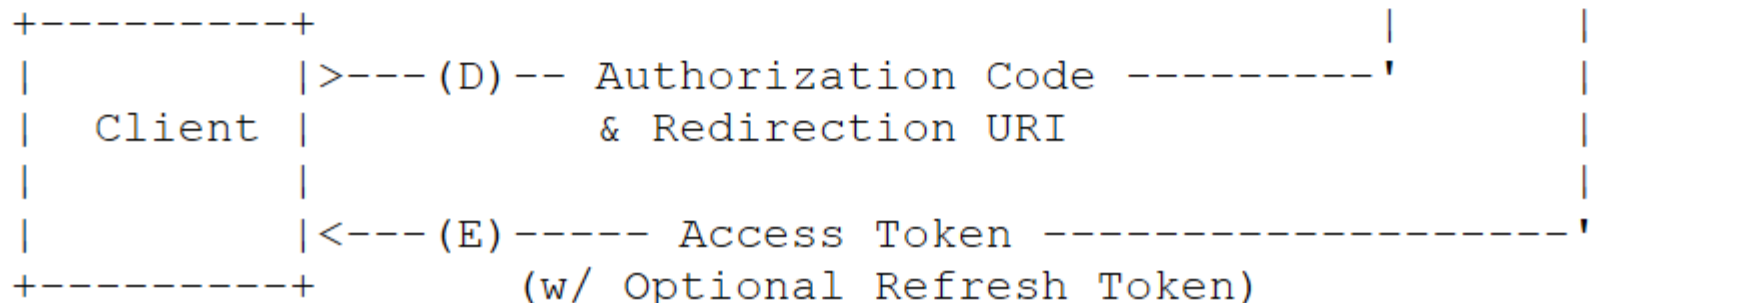 +---------+                                      |      |
|         |>---(D)-- Authorization Code ---------'      |
|  Client |          & Redirection URI                  |
|         |                                             |
|         |<---(E)----- Access Token -------------------'
+---------+       (w/ Optional Refresh Token)